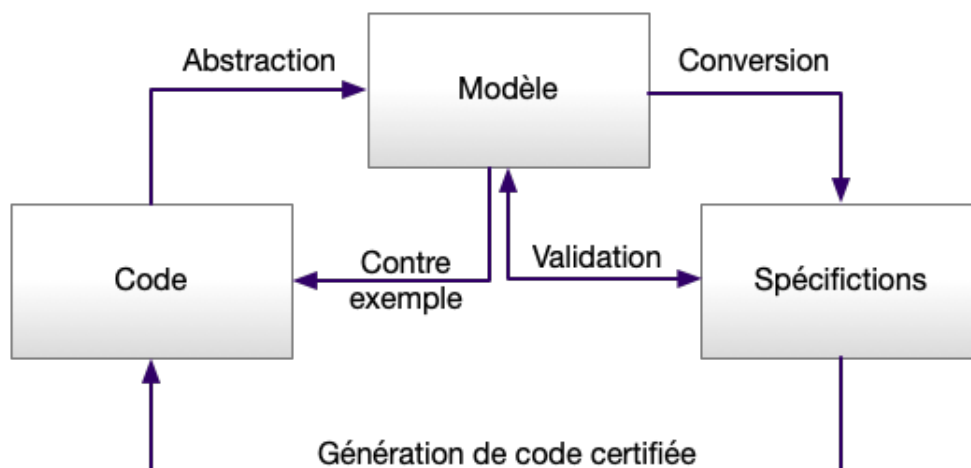 Abstraction
Modèle
Conversion
Code
Contre
exemple
Validation
Spécifictions
Génération de code certifiée